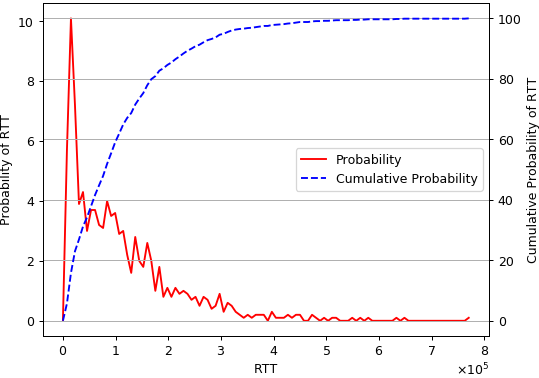 Probability of RTT
10
8
6
4
2
0
100
80
60
40
20
0
Cumulative Probability of RTT
Probability
Cumulative Probability
0 1 2 3 4 5 6 7 8
RTT
×10⁵